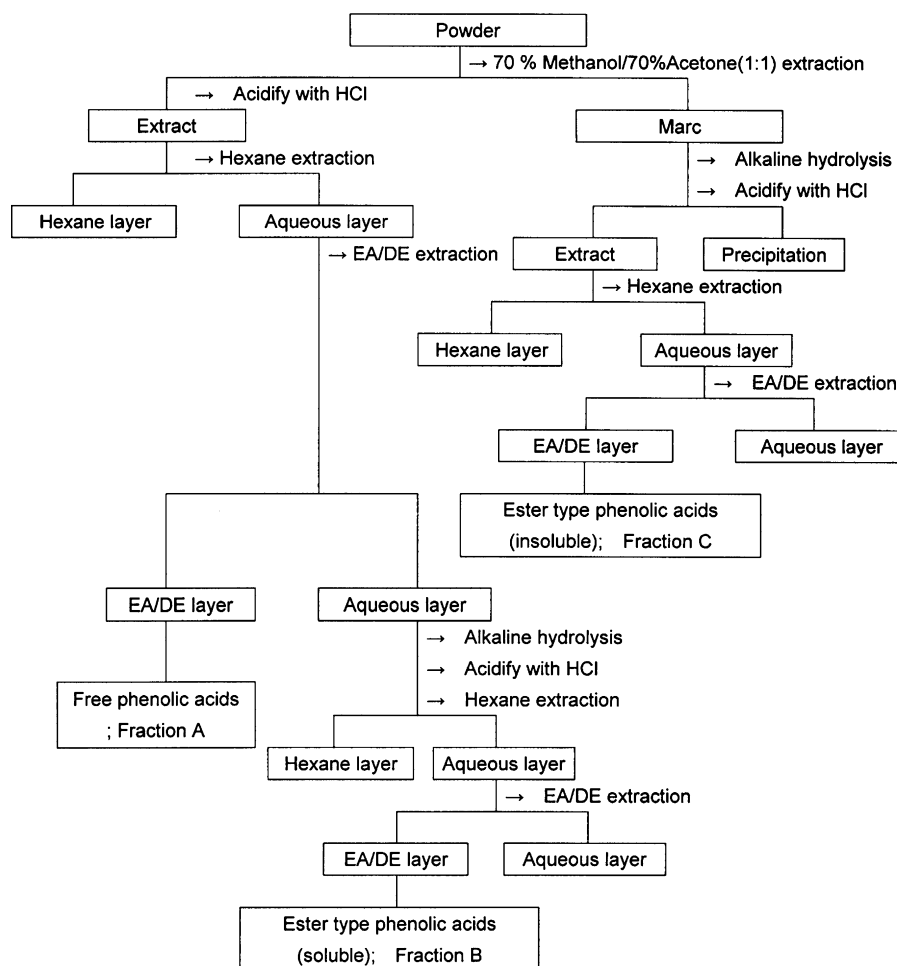 Powder
→ 70 % Methanol/70%Acetone(1:1) extraction
→ Acidify with HCl
Extract
Marc
→ Hexane extraction
→ Alkaline hydrolysis
→ Acidify with HCl
Hexane layer
Aqueous layer
→ EA/DE extraction
Extract
Precipitation
→ Hexane extraction
Hexane layer
Aqueous layer
→ EA/DE extraction
EA/DE layer
Aqueous layer
Ester type phenolic acids
(insoluble); Fraction C
EA/DE layer
Aqueous layer
→ Alkaline hydrolysis
→ Acidify with HCl
→ Hexane extraction
Free phenolic acids
; Fraction A
Hexane layer
Aqueous layer
→ EA/DE extraction
EA/DE layer
Aqueous layer
Ester type phenolic acids
(soluble); Fraction B